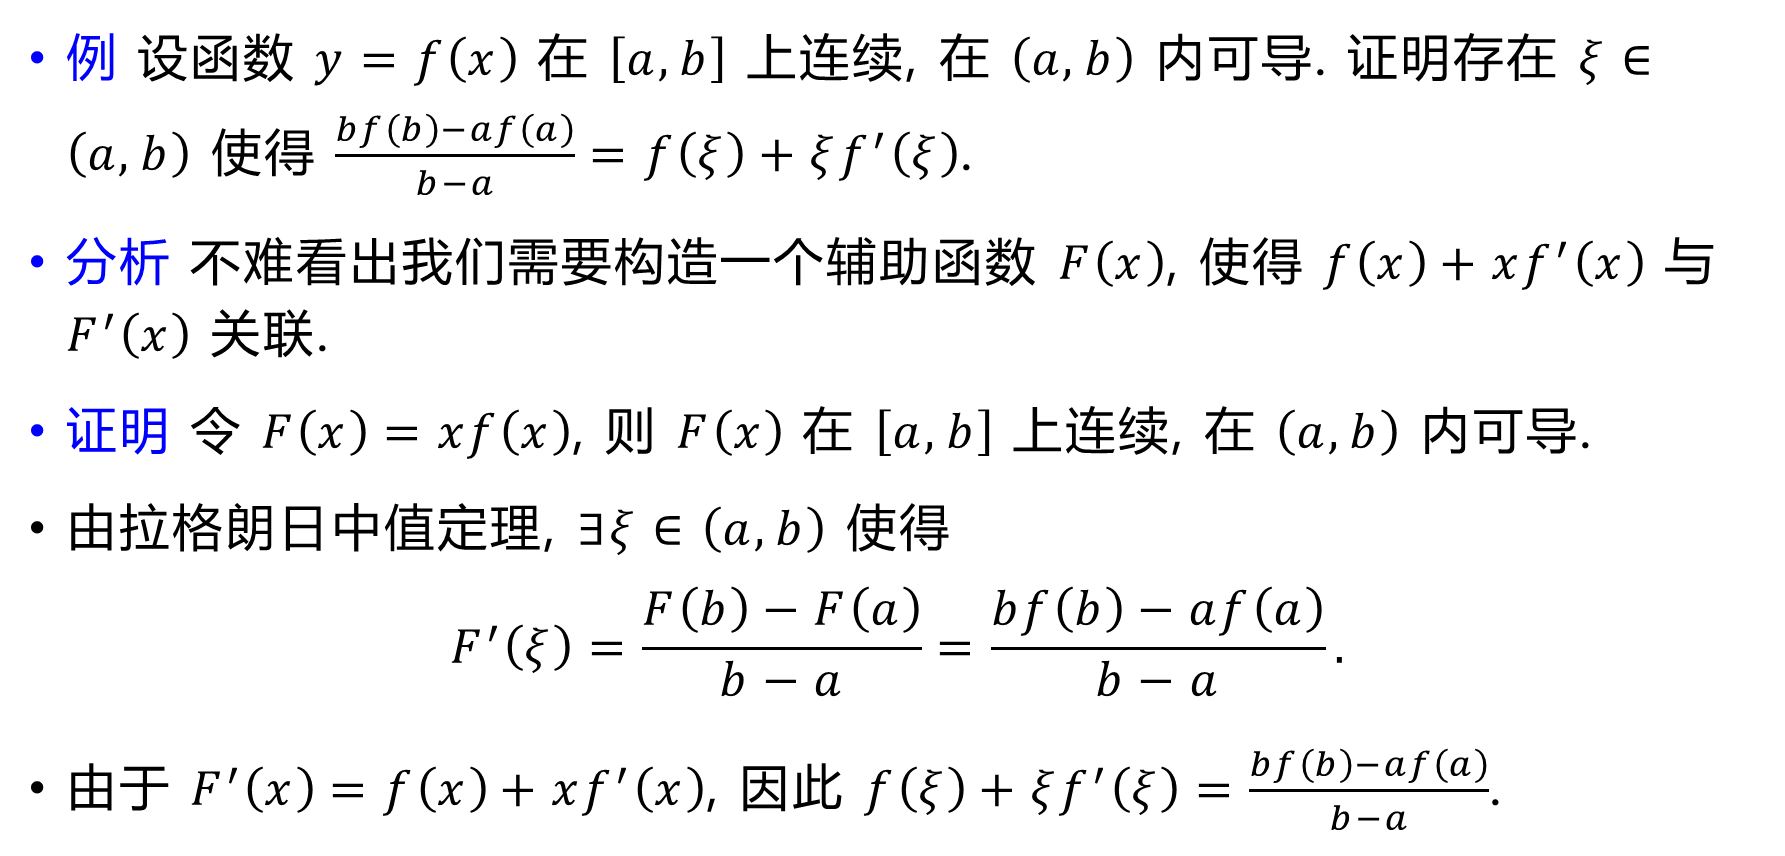 • 例 设函数 y = f(x) 在 [a, b] 上连续, 在 (a, b) 内可导. 证明存在 ξ ∈
(a, b) 使得 \frac{bf(b)−af(a)}{b−a} = f(ξ) + ξf′(ξ).
• 分析 不难看出我们需要构造一个辅助函数 F(x), 使得 f(x) + xf′(x) 与
F′(x) 关联.
• 证明 令 F(x) = xf(x), 则 F(x) 在 [a, b] 上连续, 在 (a, b) 内可导.
• 由拉格朗日中值定理, ∃ξ ∈ (a, b) 使得
F′(ξ) = \frac{F(b) − F(a)}{b − a} = \frac{bf(b) − af(a)}{b − a}.
• 由于 F′(x) = f(x) + xf′(x), 因此 f(ξ) + ξf′(ξ) = \frac{bf(b)−af(a)}{b−a}.